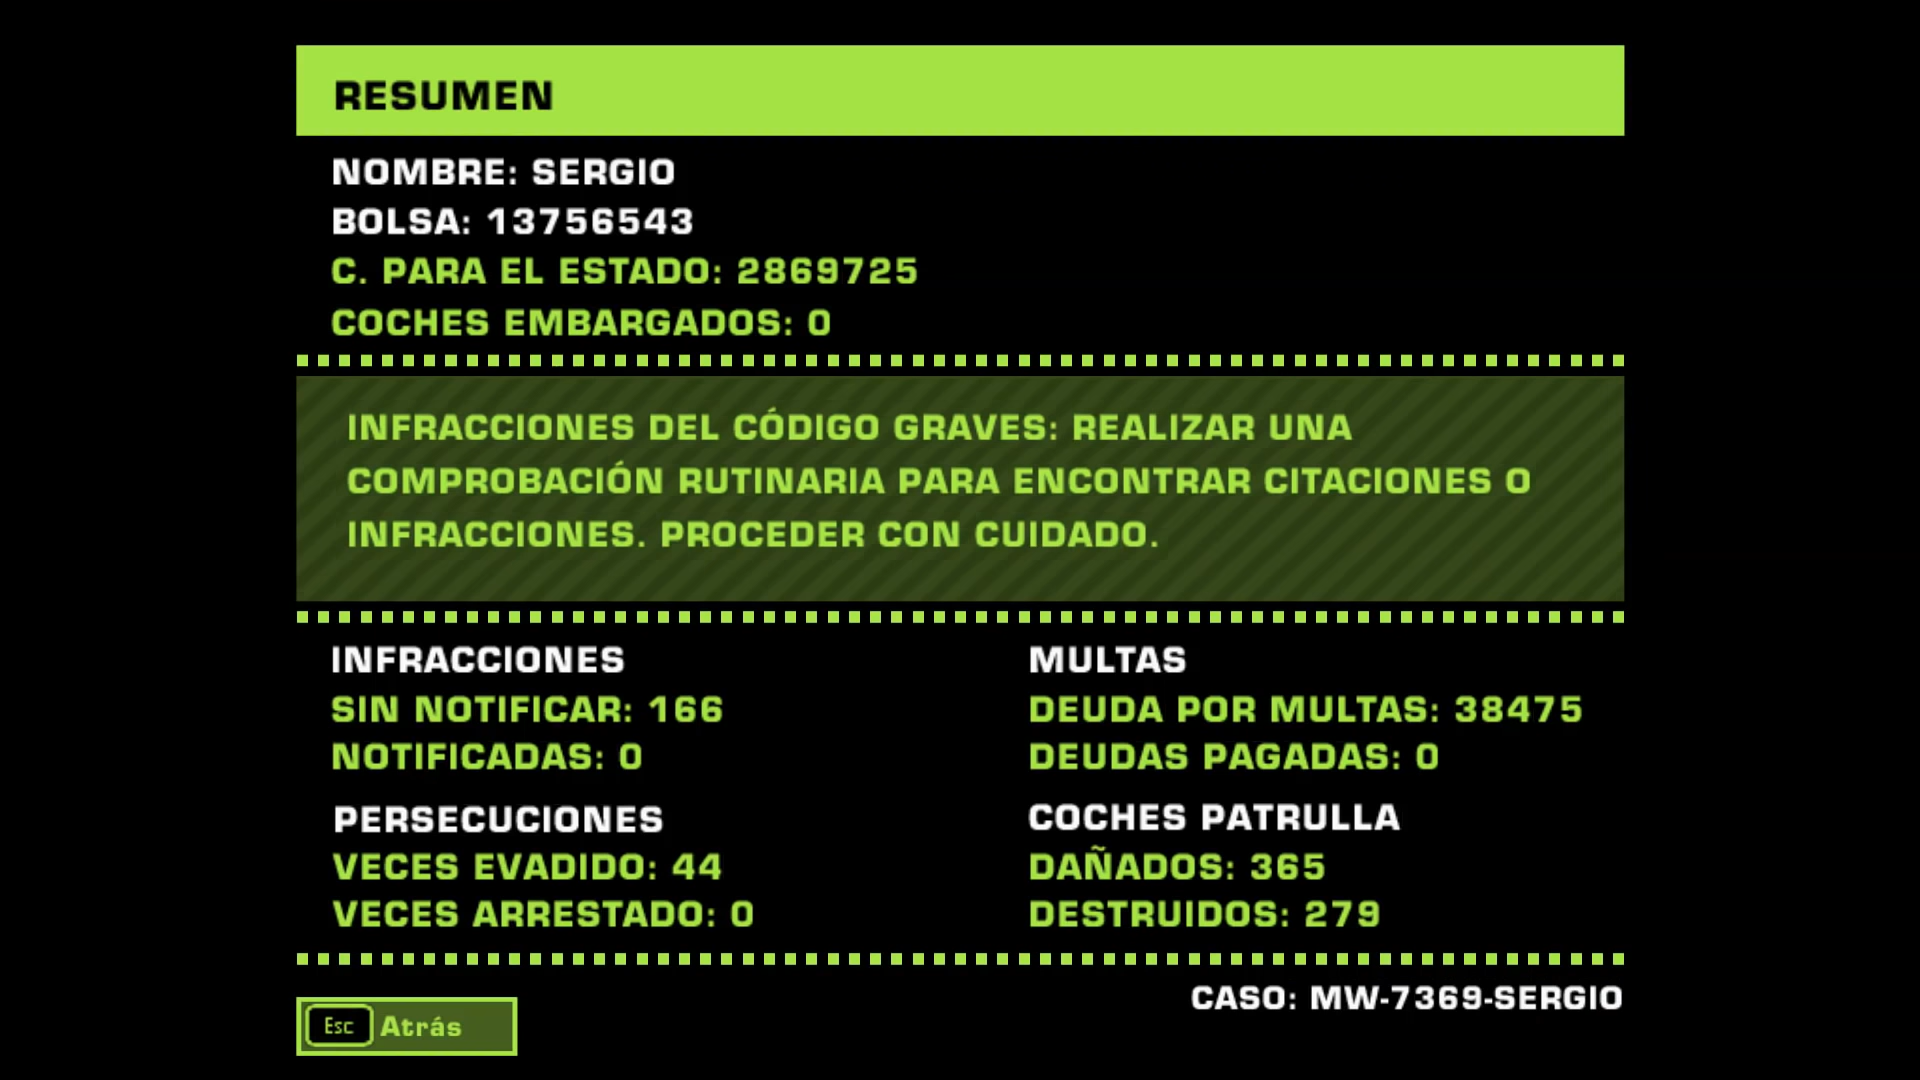 RESUMEN
NOMBRE: SERGIO
BOLSA: 13756543
C. PARA EL ESTADO: 2869725
COCHES EMBARGADOS: 0
INFRACCIONES DEL CÓDIGO GRAVES: REALIZAR UNA
COMPROBACIÓN RUTINARIA PARA ENCONTRAR CITACIONES O
INFRACCIONES. PROCEDER CON CUIDADO.
INFRACCIONES
SIN NOTIFICAR: 166
NOTIFICADAS: 0
MULTAS
DEUDA POR MULTAS: 38475
DEUDAS PAGADAS: 0
PERSECUCIONES
VECES EVADIDO: 44
VECES ARRESTADO: 0
COCHES PATRULLA
DAÑADOS: 365
DESTRUIDOS: 279
CASO: MW-7369-SERGIO
Esc Atrás